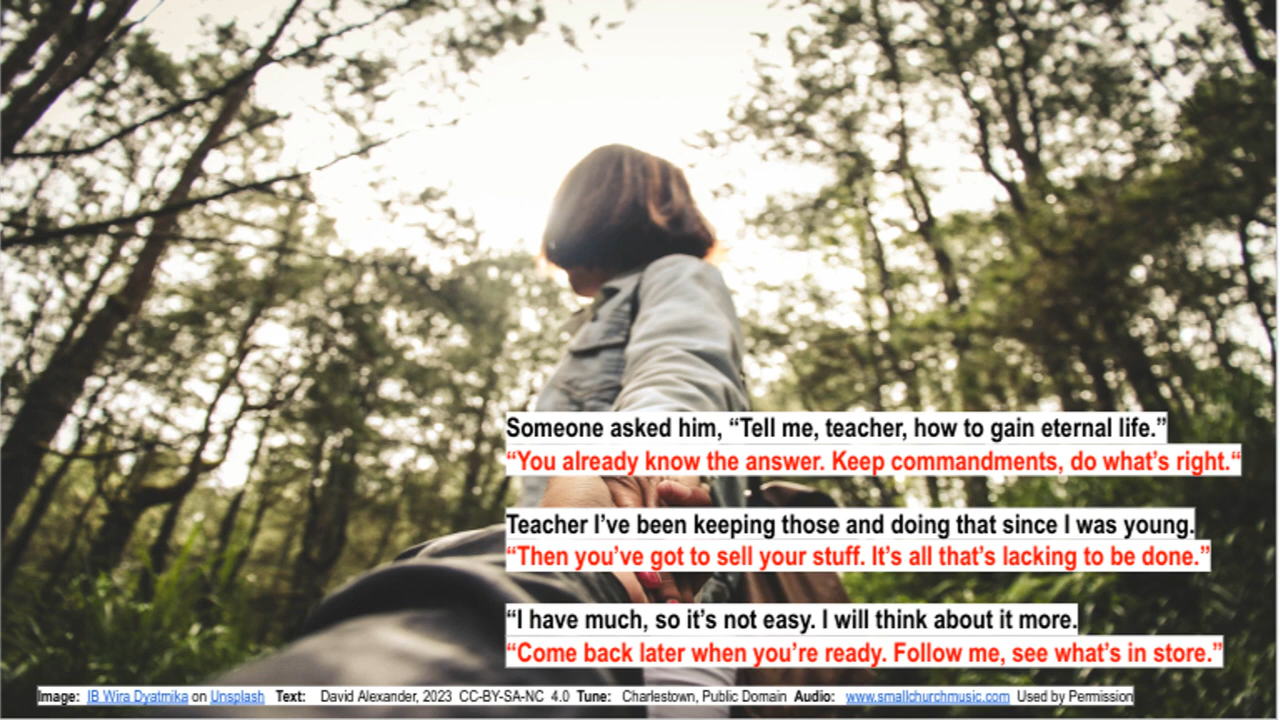 Someone asked him, “Tell me, teacher, how to gain eternal life.”
“You already know the answer. Keep commandments, do what’s right.“
Teacher I’ve been keeping those and doing that since I was young.
“Then you’ve got to sell your stuff. It’s all that’s lacking to be done.”
“I have much, so it’s not easy. I will think about it more.
“Come back later when you’re ready. Follow me, see what’s in store.”
Image: IB Wira Dyatmika on Unsplash Text: David Alexander, 2023 CC-BY-SA-NC 4.0 Tune: Charlestown, Public Domain Audio: www.smallchurchmusic.com Used by Permission